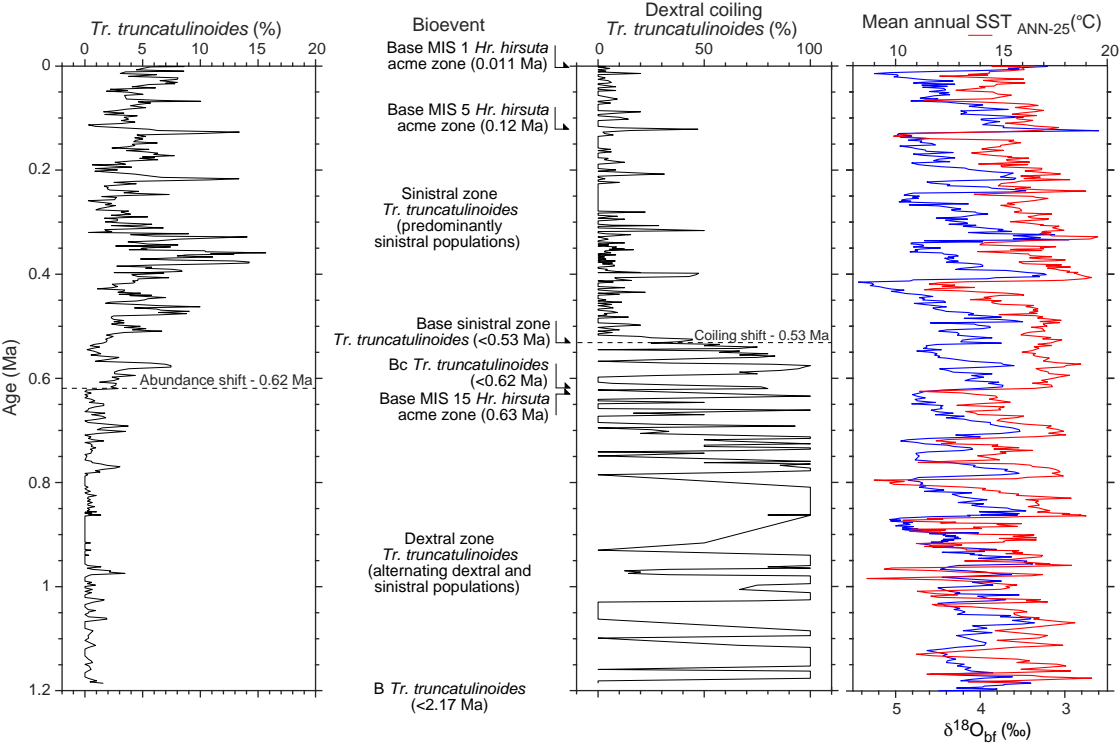 Tr. truncatulinoides (%)
0 5 10 15 20
Bioevent
Dextral coiling
Tr. truncatulinoides (%)
0 50 100
Mean annual SST ANN-25(°C)
10 15 20
Age (Ma)
0
0.2
0.4
0.6
0.8
1
1.2
Base MIS 1 Hr. hirsuta
acme zone (0.011 Ma)
Base MIS 5 Hr. hirsuta
acme zone (0.12 Ma)
Sinistral zone
Tr. truncatulinoides
(predominantly
sinistral populations)
Base sinistral zone
Tr. truncatulinoides (<0.53 Ma)
Coiling shift - 0.53 Ma
Bc Tr. truncatulinoides
(<0.62 Ma)
Abundance shift - 0.62 Ma
Base MIS 15 Hr. hirsuta
acme zone (0.63 Ma)
Dextral zone
Tr. truncatulinoides
(alternating dextral and
sinistral populations)
B Tr. truncatulinoides
(<2.17 Ma)
5 4 3
δ18Obf (‰)